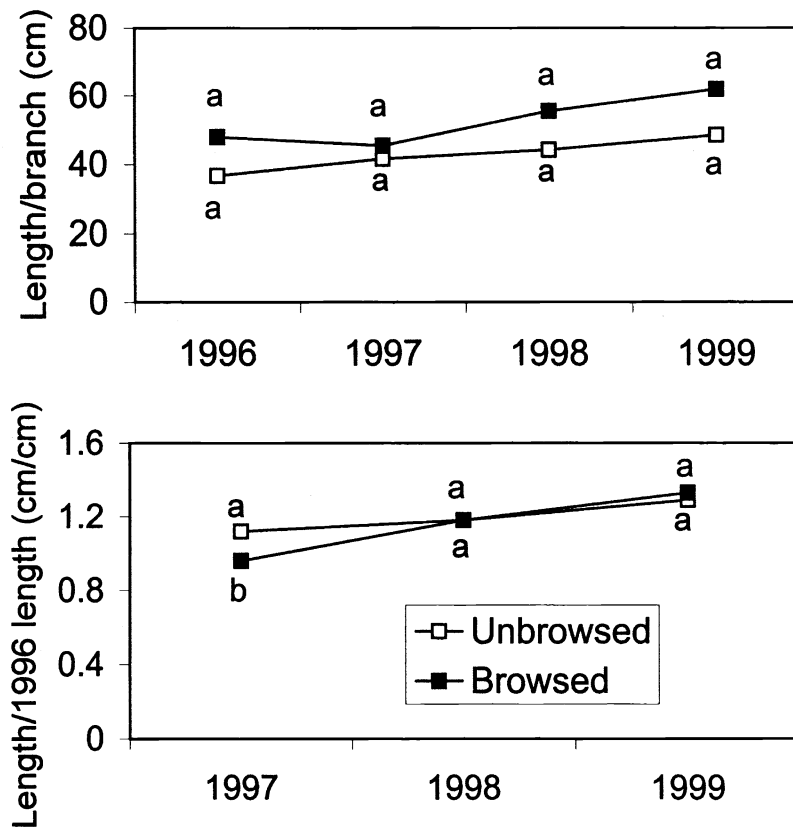 Length/branch (cm)
80
60
40
20
0
a a a a
a a a a
1996 1997 1998 1999
Length/1996 length (cm/cm)
1.6
1.2
0.8
0.4
0
a a a
b a a
Unbrowsed
Browsed
1997 1998 1999